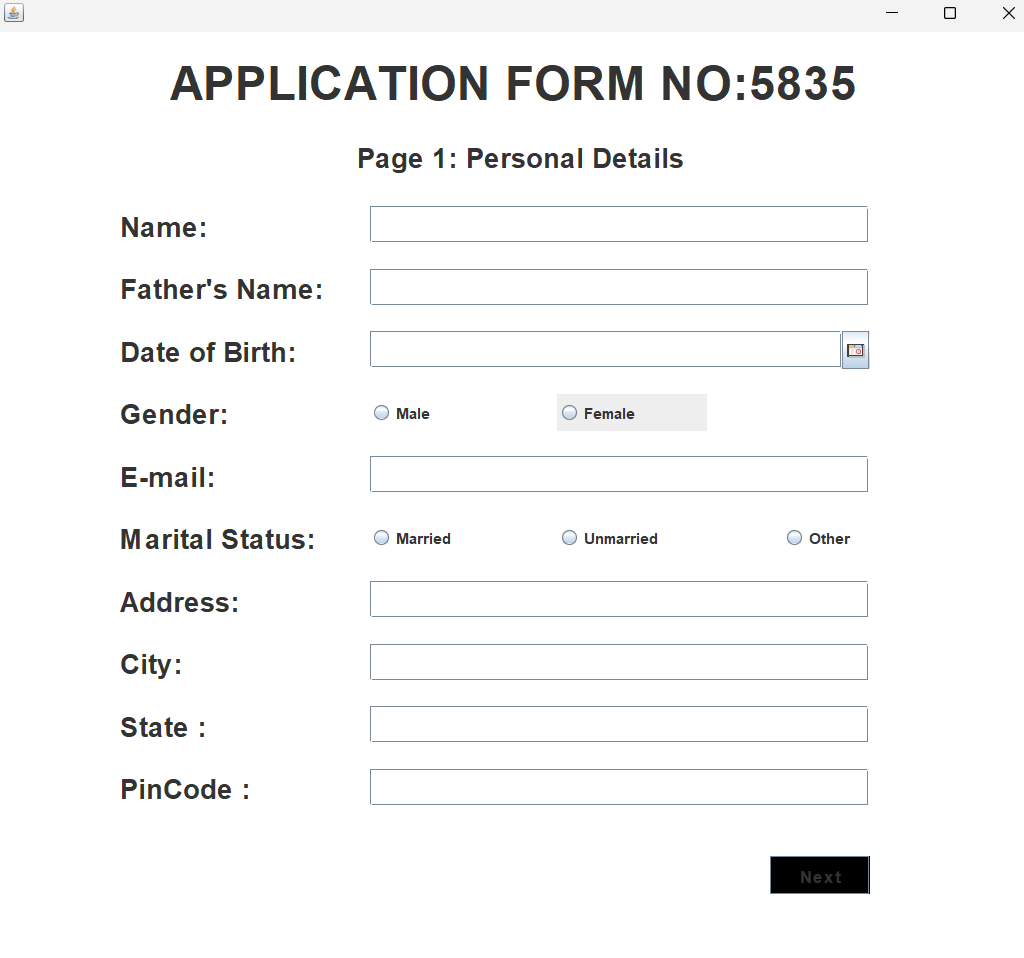 APPLICATION FORM NO:5835
Page 1: Personal Details
Name:
Father's Name:
Date of Birth:
Gender: Male Female
E-mail:
Marital Status: Married Unmarried Other
Address:
City:
State :
PinCode :
Next